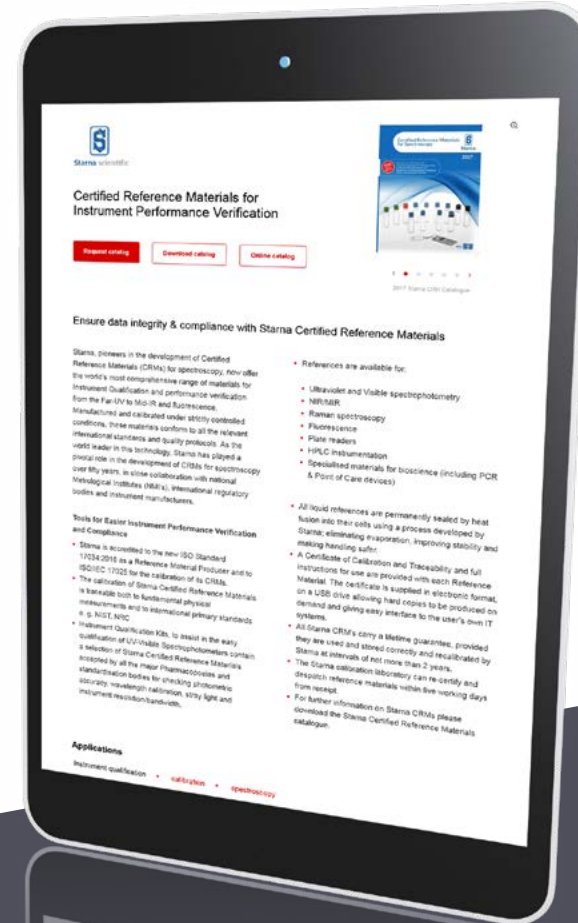 Starna scientific
Certified Reference Materials for
Instrument Performance Verification
Request catalog
Download catalog
Online catalog
Certified Reference Materials
for Spectroscopy
Starna
2017
2017 Starna CRM Catalogue
Ensure data integrity & compliance with Starna Certified Reference Materials
Starna, pioneers in the development of Certified
Reference Materials (CRMs) for spectroscopy, now offer
the world's most comprehensive range of materials for
Instrument Qualification and performance verification
from the Far-UV to Mid-IR and fluorescence.
Manufactured and calibrated under strictly controlled
conditions, these materials conform to all the relevant
international standards and quality protocols. As the
world leader in this technology, Starna has played a
pivotal role in the development of CRMs for spectroscopy
over fifty years, in close collaboration with national
Metrological Institutes (NMI's), international regulatory
bodies and instrument manufacturers.
Tools for Easier Instrument Performance Verification
and Compliance
• Starna is accredited to the new ISO Standard
17034:2016 as a Reference Material Producer and to
ISO/IEC 17025 for the calibration of its CRMs.
• The calibration of Starna Certified Reference Materials
is traceable both to fundamental physical
measurements and to international primary standards
e. g. NIST, NRC
• Instrument Qualification Kits, to assist in the easy
qualification of UV-Visible Spectrophotometers contain
a selection of Starna Certified Reference Materials
accepted by all the major Pharmacopoeias and
standardisation bodies for checking photometric
accuracy, wavelength calibration, stray light and
instrument resolution/bandwidth.
• References are available for:
• Ultraviolet and Visible spectrophotometry
• NIR/MIR
• Raman spectroscopy
• Fluorescence
• Plate readers
• HPLC instrumentation
• Specialised materials for bioscience (including PCR
& Point of Care devices)
• All liquid references are permanently sealed by heat
fusion into their cells using a process developed by
Starna; eliminating evaporation, improving stability and
making handling safer.
• A Certificate of Calibration and Traceability and full
instructions for use are provided with each Reference
Material. The certificate is supplied in electronic format,
on a USB drive allowing hard copies to be produced on
demand and giving easy interface to the user's own IT
systems.
• All Starna CRM's carry a lifetime guarantee, provided
they are used and stored correctly and recalibrated by
Starna at intervals of not more than 2 years.
• The Starna calibration laboratory can re-certify and
despatch reference materials within five working days
from receipt.
• For further information on Starna CRMs please
download the Starna Certified Reference Materials
catalogue.
Applications
Instrument qualification • calibration • spectroscopy